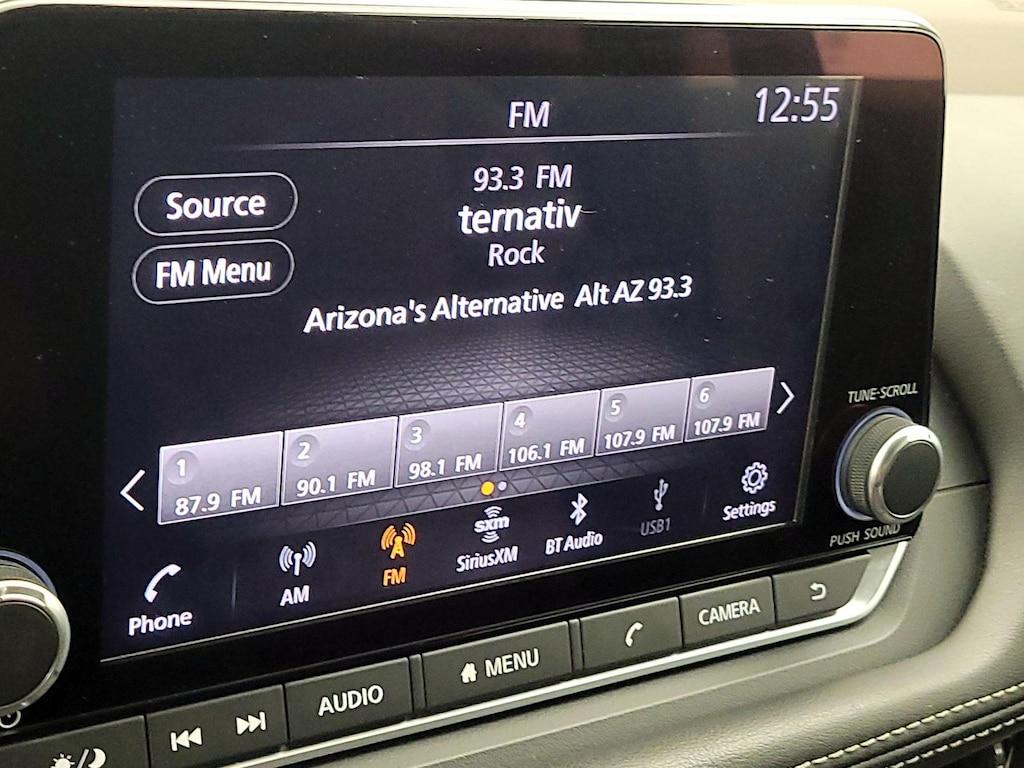 FM
12:55
93.3 FM
Source
ternativ
Rock
FM Menu
Arizona's Alternative Alt AZ 93.3
1
87.9 FM
2
90.1 FM
3
98.1 FM
4
106.1 FM
5
107.9 FM
6
107.9 FM
TUNE-SCROLL
PUSH SOUND
Phone
AM
FM
sxm
SiriusXM
BT Audio
USB1
Settings
AUDIO
MENU
CAMERA